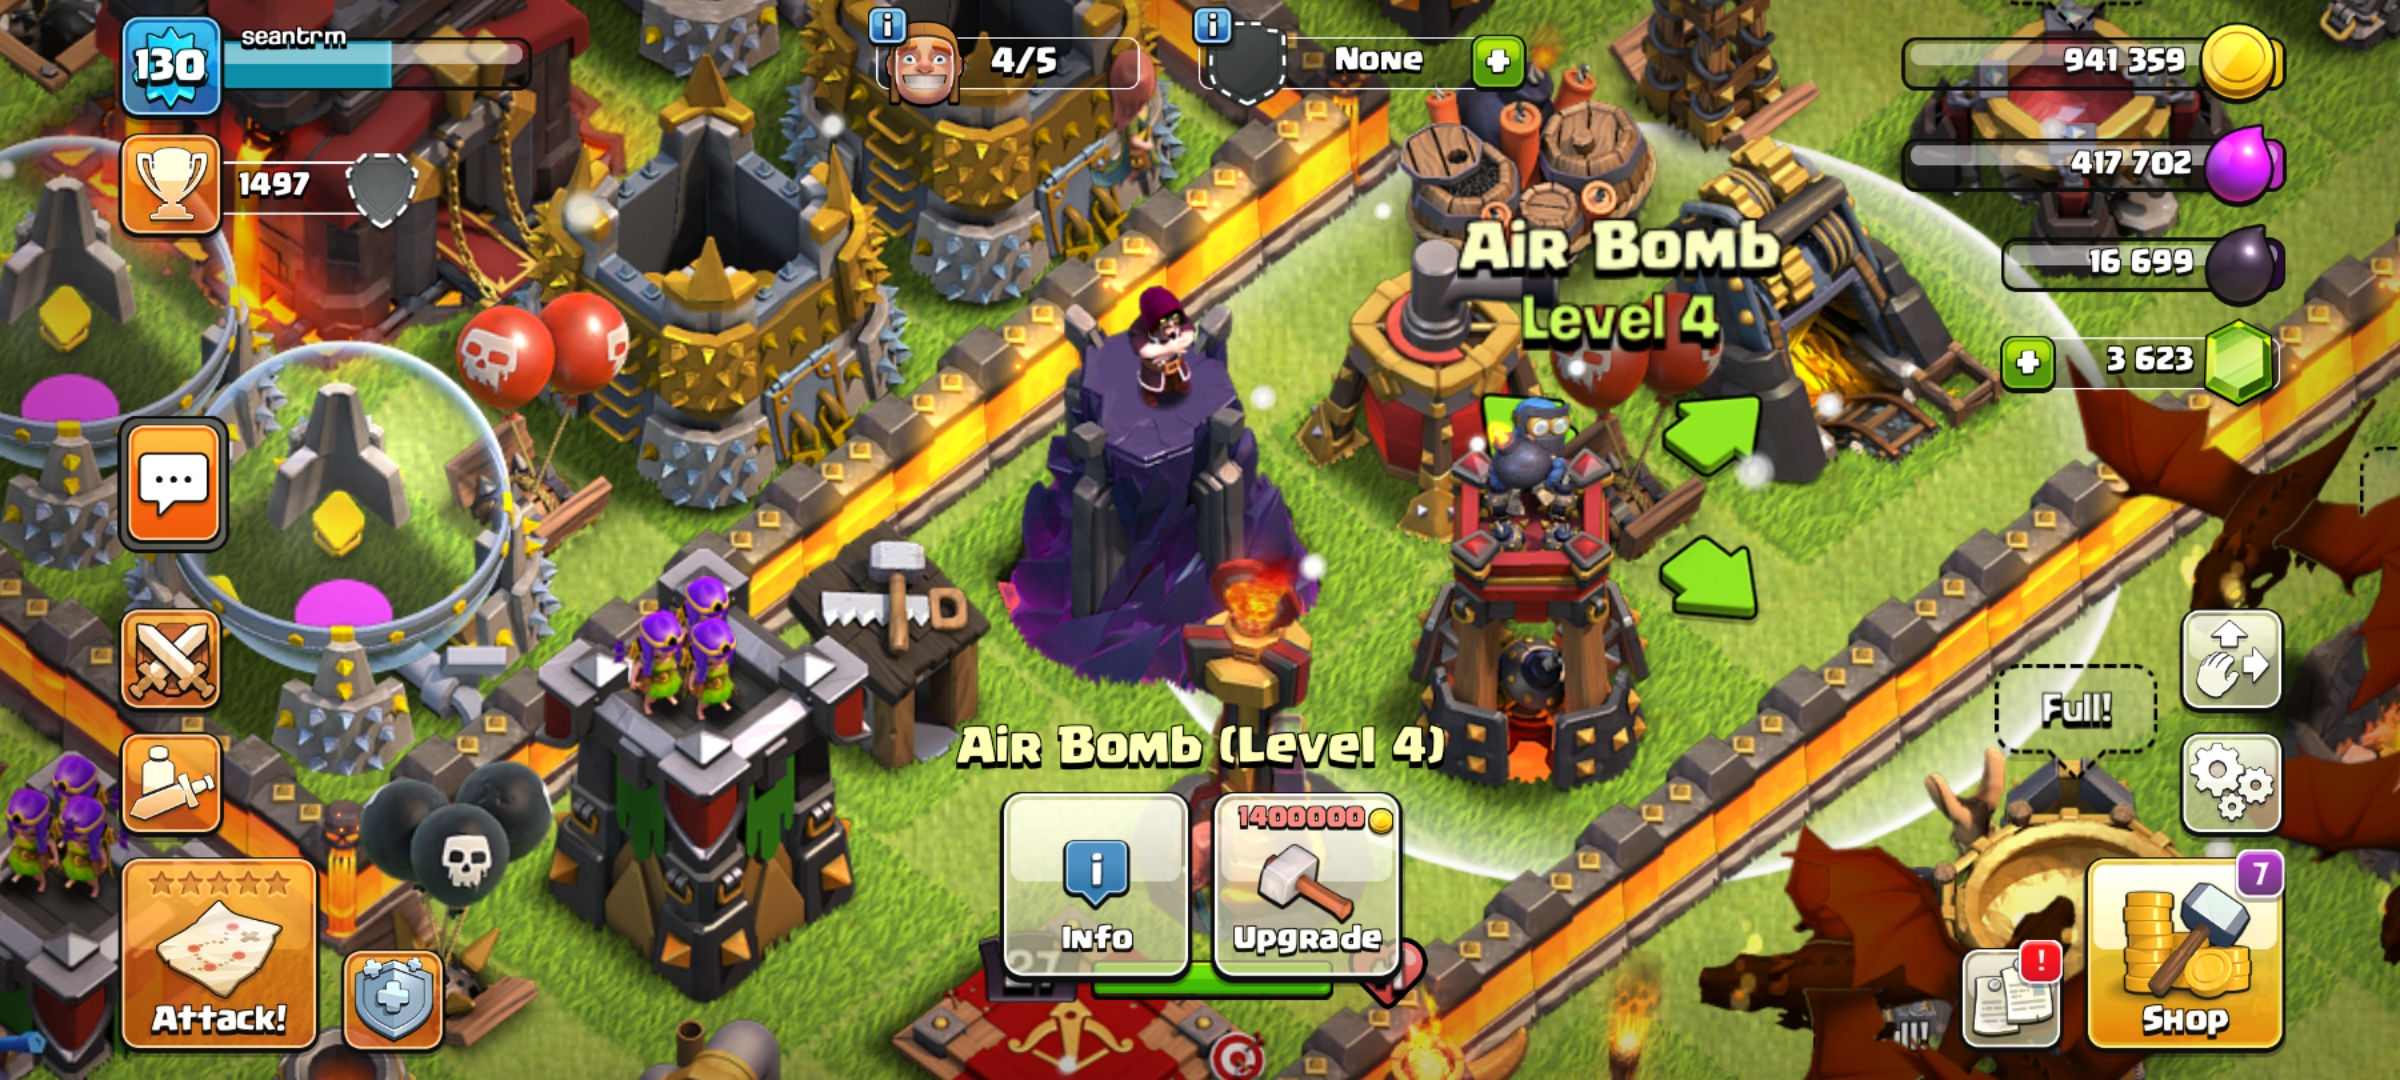 130
seantrm
4/5
None
941 359
1497
417 702
16 699
3 623
Air Bomb
Level 4
Full!
Air Bomb (Level 4)
1400000
Info
Upgrade
7
!
Attack!
Shop
27